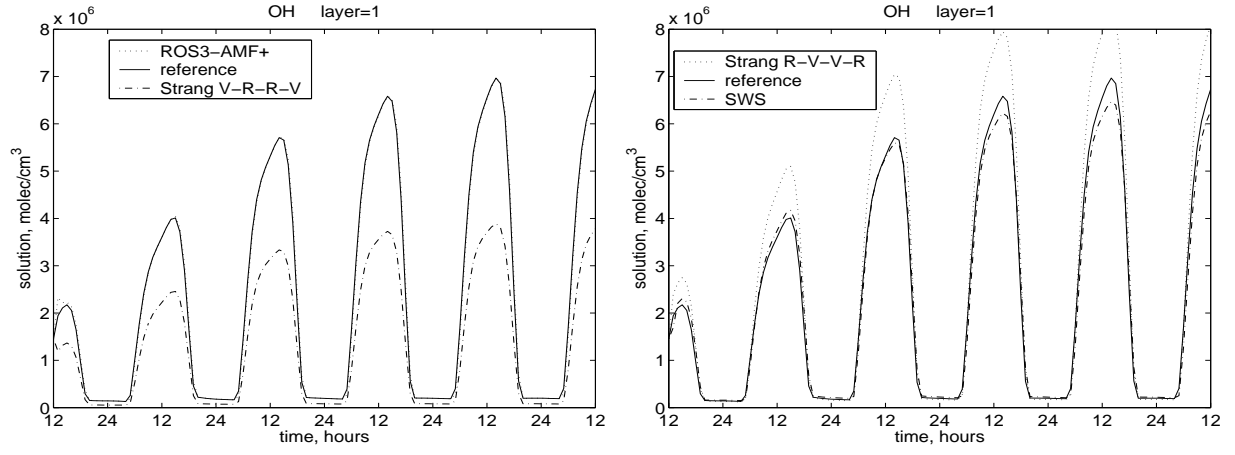 OH layer=1
x 10^6
ROS3−AMF+
reference
Strang V−R−R−V
solution, molec/cm^3
8
7
6
5
4
3
2
1
0
12 24 12 24 12 24 12 24 12 24 12
time, hours
OH layer=1
x 10^6
Strang R−V−V−R
reference
SWS
solution, molec/cm^3
8
7
6
5
4
3
2
1
0
12 24 12 24 12 24 12 24 12 24 12
time, hours